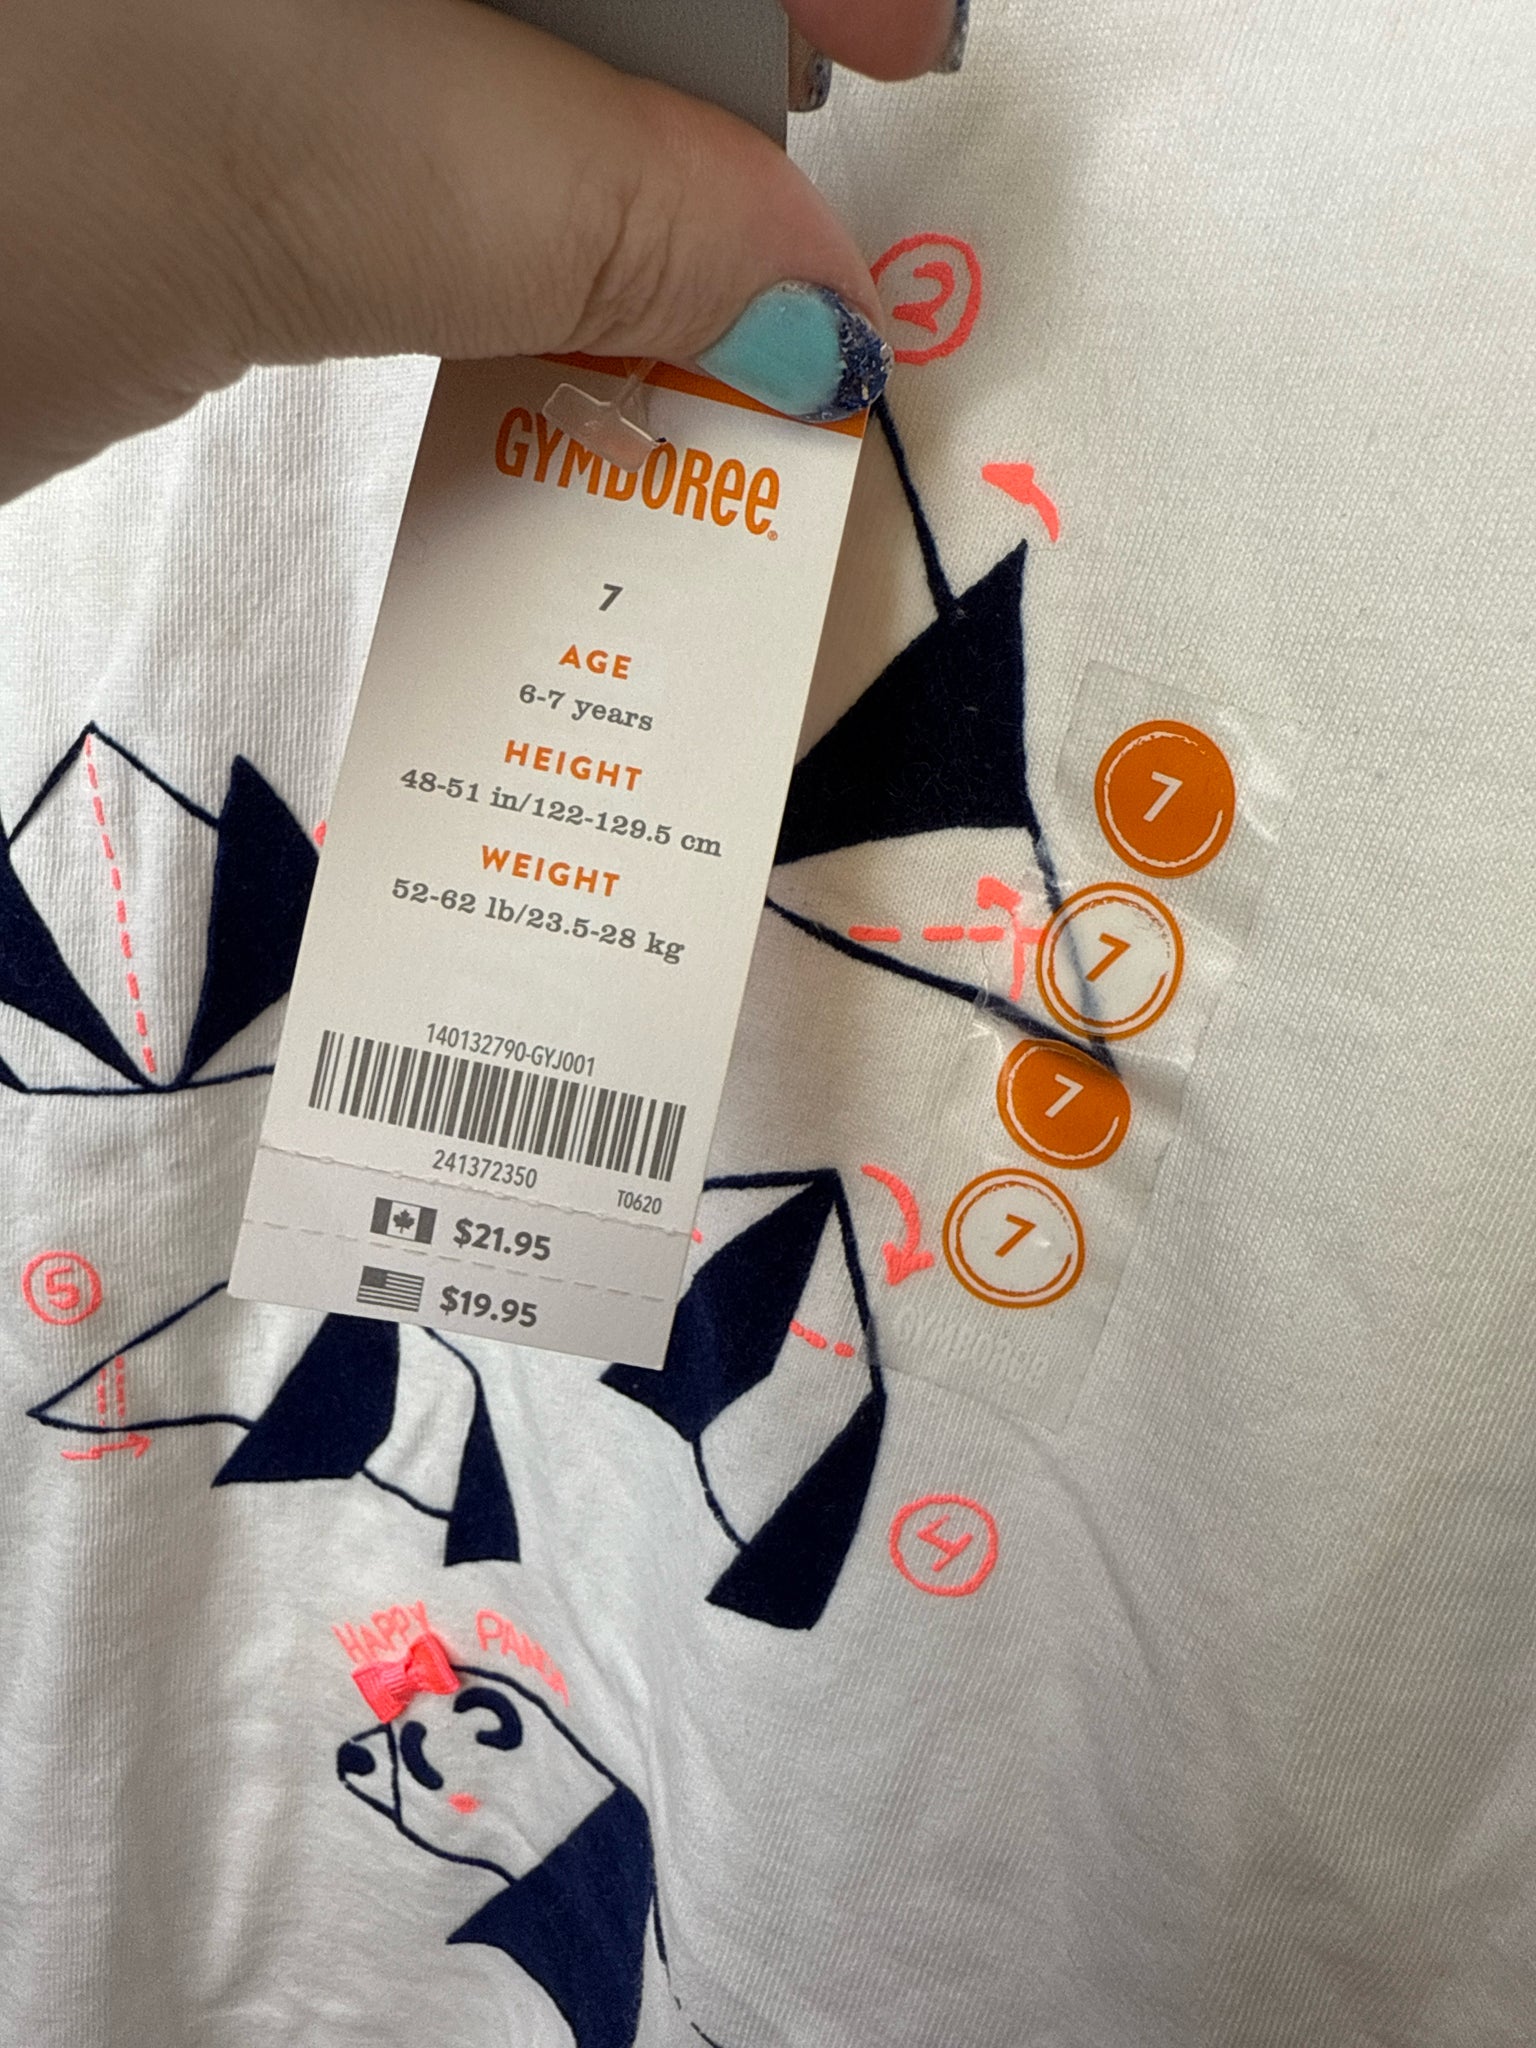 GYMBOREE
7
AGE
6-7 years
HEIGHT
48-51 in/122-129.5 cm
WEIGHT
52-62 lb/23.5-28 kg
140132790-GYJ001
241372350
T0620
$21.95
$19.95
2
7
7
7
7
GYMBOREE
5
4
HAPPY PANDA